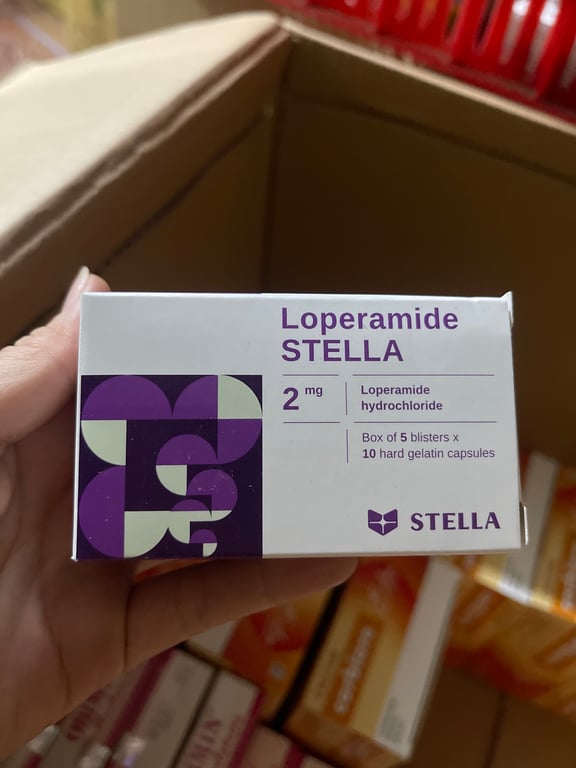 Loperamide
STELLA
2 mg
Loperamide
hydrochloride
Box of 5 blisters x
10 hard gelatin capsules
STELLA